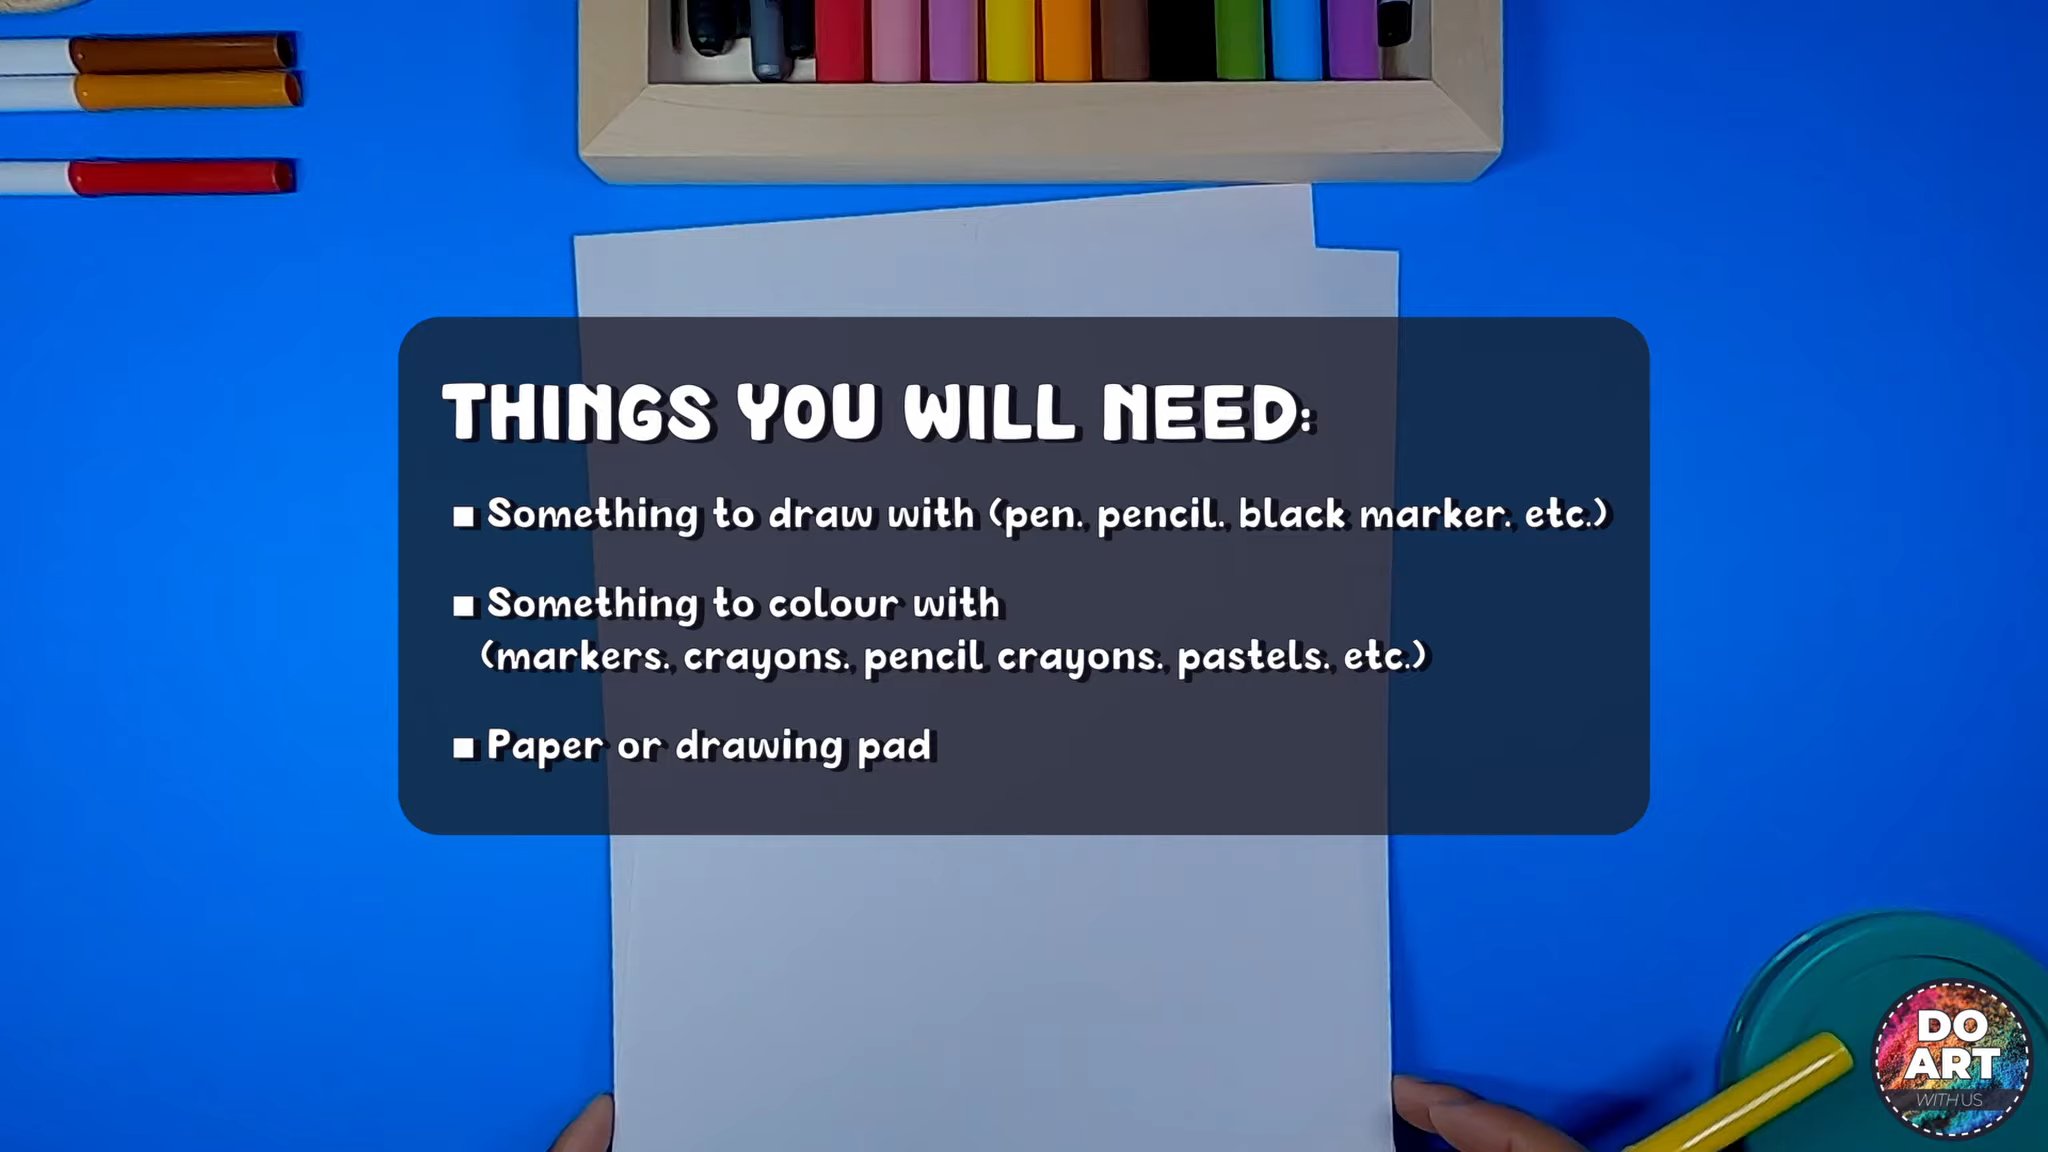 THINGS YOU WILL NEED:
■ Something to draw with (pen, pencil, black marker, etc.)
■ Something to colour with
(markers, crayons, pencil crayons, pastels, etc.)
■ Paper or drawing pad
DO
ART
WITH US